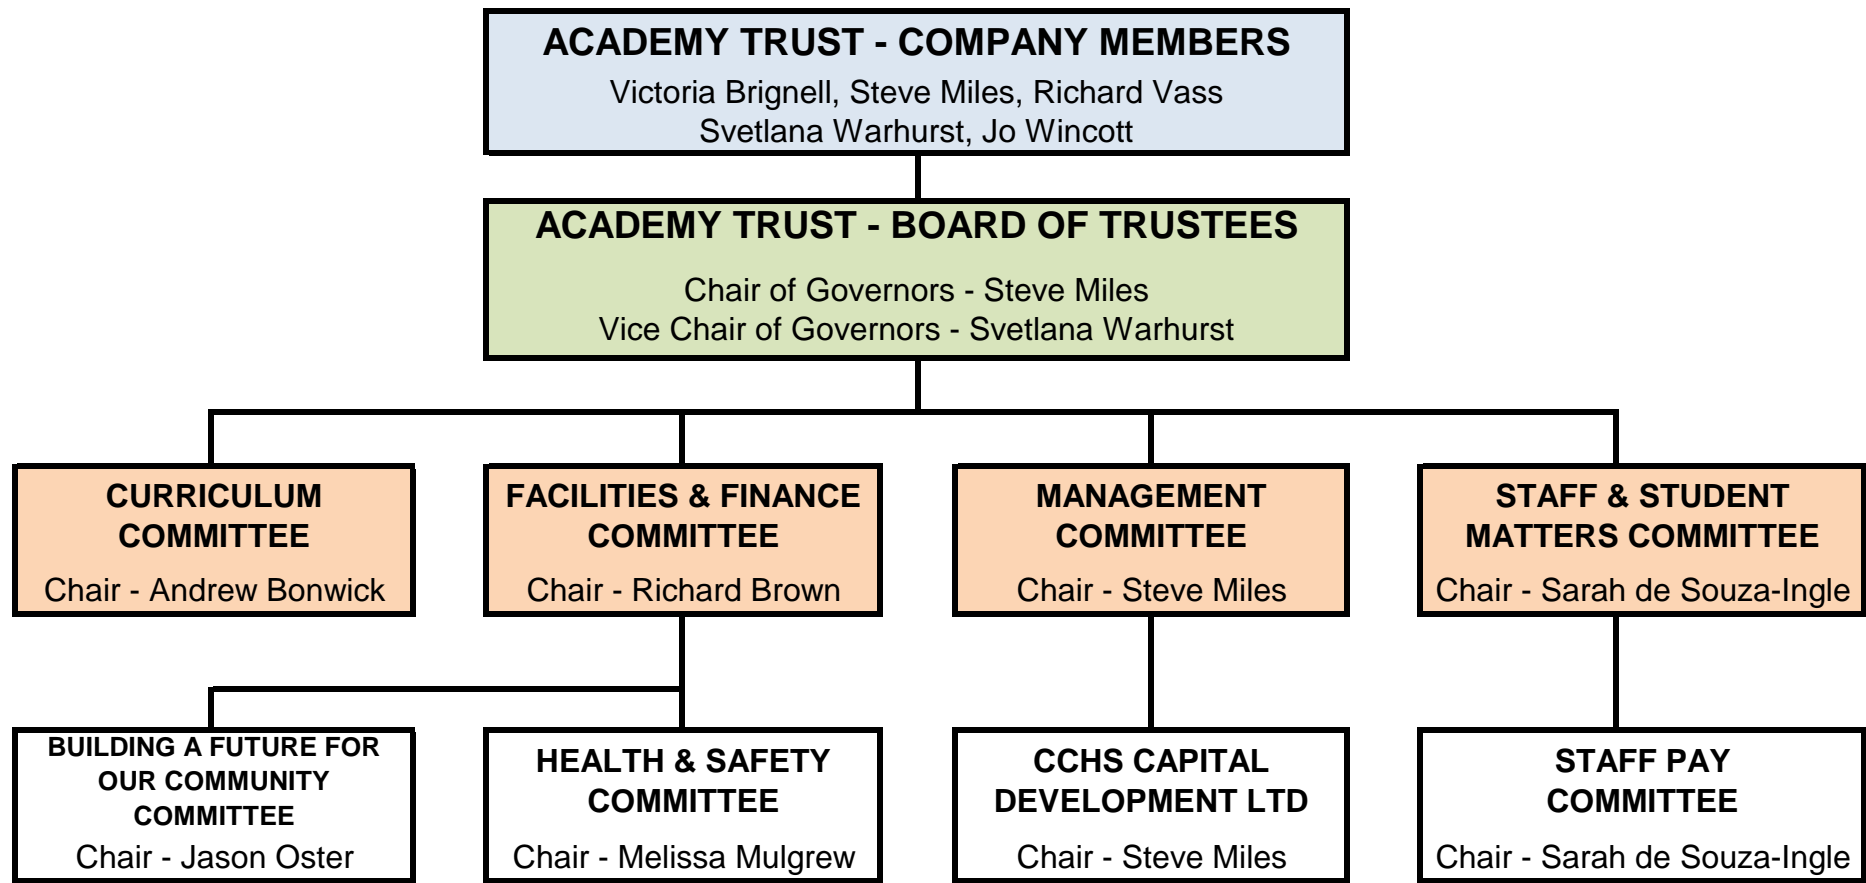 ACADEMY TRUST - COMPANY MEMBERS
Victoria Brignell, Steve Miles, Richard Vass
Svetlana Warhurst, Jo Wincott
ACADEMY TRUST - BOARD OF TRUSTEES
Chair of Governors - Steve Miles
Vice Chair of Governors - Svetlana Warhurst
CURRICULUM
COMMITTEE
Chair - Andrew Bonwick
FACILITIES & FINANCE
COMMITTEE
Chair - Richard Brown
MANAGEMENT
COMMITTEE
Chair - Steve Miles
STAFF & STUDENT
MATTERS COMMITTEE
Chair - Sarah de Souza-Ingle
BUILDING A FUTURE FOR
OUR COMMUNITY
COMMITTEE
Chair - Jason Oster
HEALTH & SAFETY
COMMITTEE
Chair - Melissa Mulgrew
CCHS CAPITAL
DEVELOPMENT LTD
Chair - Steve Miles
STAFF PAY
COMMITTEE
Chair - Sarah de Souza-Ingle